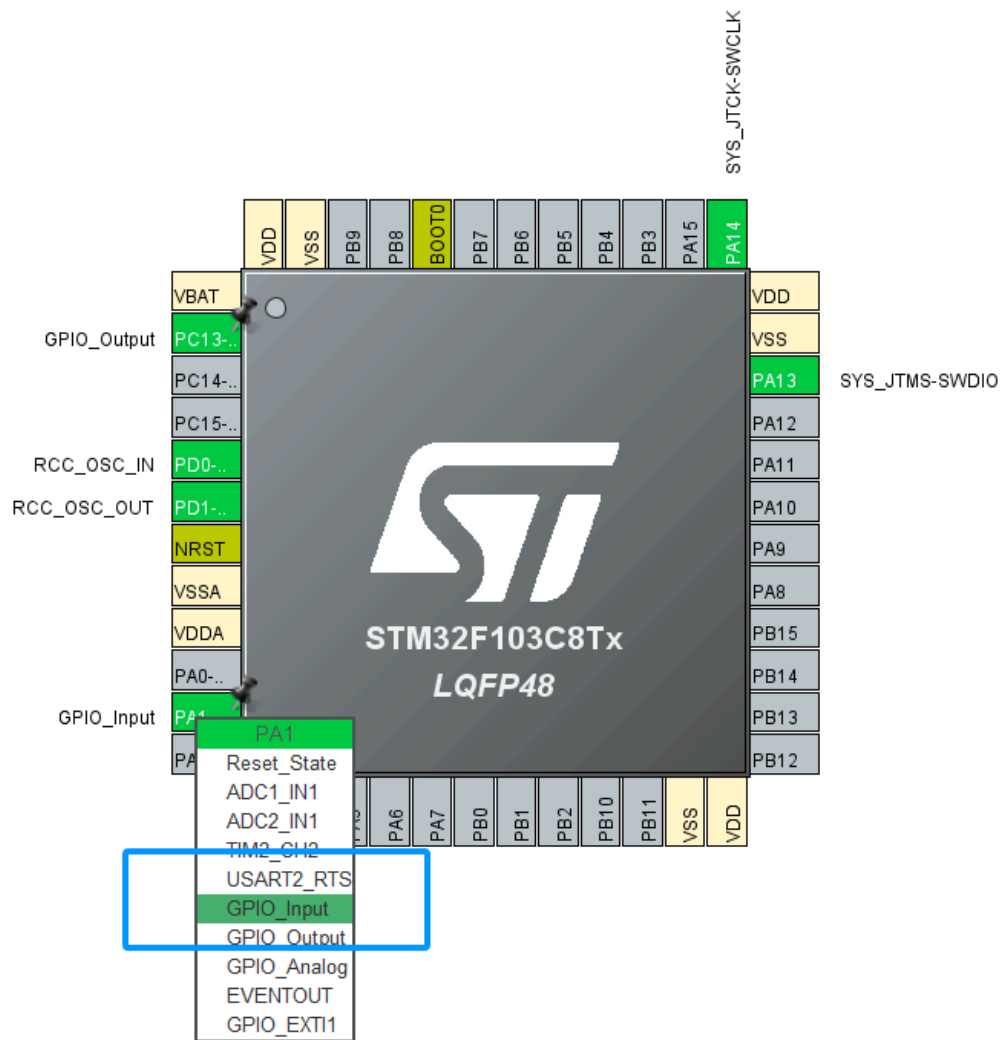 SYS_JTCK-SWCLK
VDD
VSS
PB9
PB8
BOOT0
PB7
PB6
PB5
PB4
PB3
PA15
PA14
VBAT
VDD
GPIO_Output
PC13-..
VSS
PC14-..
PA13
SYS_JTMS-SWDIO
PC15-..
PA12
RCC_OSC_IN
PD0-..
PA11
RCC_OSC_OUT
PD1-..
PA10
NRST
PA9
VSSA
PA8
VDDA
PB15
PA0-..
PB14
GPIO_Input
PA1
PB13
PA
PB12
STM32F103C8Tx
LQFP48
PA1
Reset_State
ADC1_IN1
ADC2_IN1
TIM2_CH2
USART2_RTS
GPIO_Input
GPIO_Output
GPIO_Analog
EVENTOUT
GPIO_EXTI1
PA6
PA7
PB0
PB1
PB2
PB10
PB11
VSS
VDD